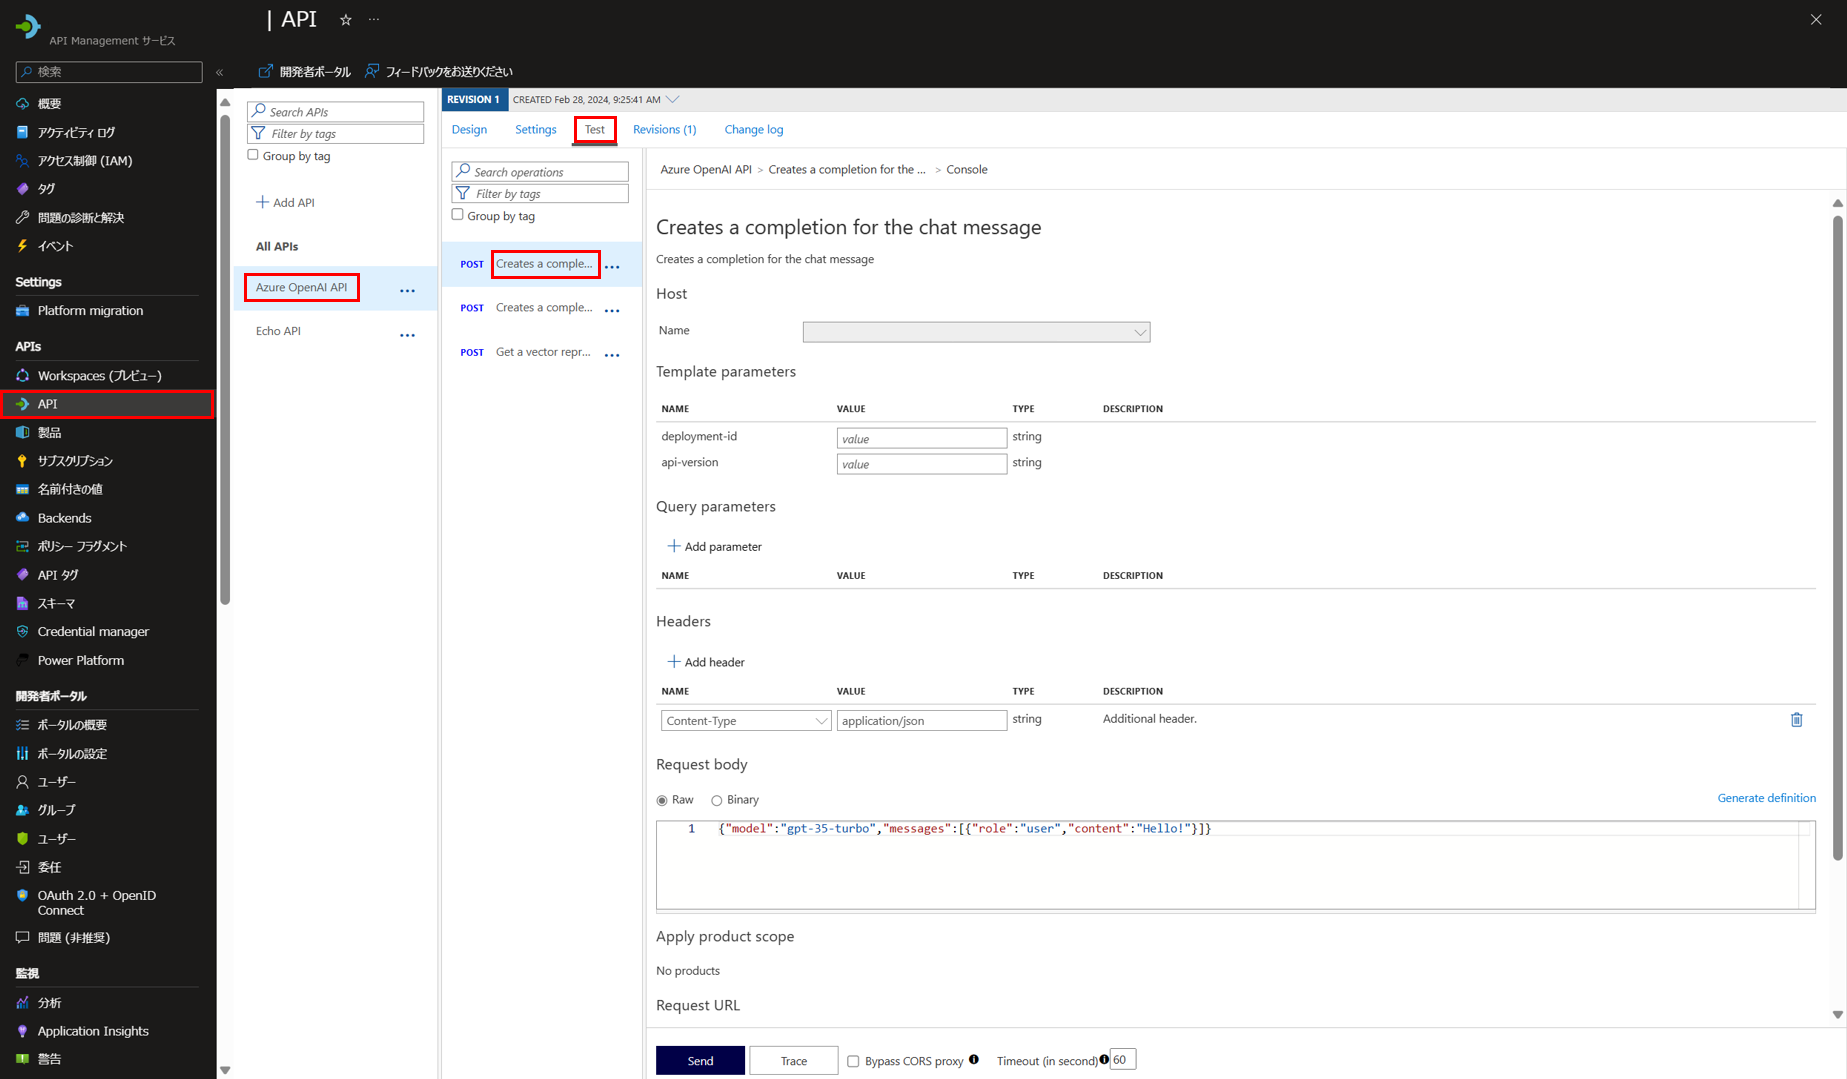 API
API Management サービス
検索
概要
アクティビティ ログ
アクセス制御 (IAM)
タグ
問題の診断と解決
イベント
Settings
Platform migration
APIs
Workspaces (プレビュー)
API
製品
サブスクリプション
名前付きの値
Backends
ポリシー フラグメント
API タグ
スキーマ
Credential manager
Power Platform
開発者ポータル
ポータルの概要
ポータルの設定
ユーザー
グループ
ユーザー
委任
OAuth 2.0 + OpenID
Connect
問題 (非推奨)
監視
分析
Application Insights
警告
開発者ポータル
フィードバックをお送りください
Search APIs
Filter by tags
Group by tag
Add API
All APIs
Azure OpenAI API
Echo API
REVISION 1
CREATED Feb 28, 2024, 9:25:41 AM
Design
Settings
Test
Revisions (1)
Change log
Search operations
Filter by tags
Group by tag
POST Creates a comple...
POST Creates a comple...
POST Get a vector repr...
Azure OpenAI API > Creates a completion for the ... > Console
Creates a completion for the chat message
Creates a completion for the chat message
Host
Name
Template parameters
NAME VALUE TYPE DESCRIPTION
deployment-id value string
api-version value string
Query parameters
Add parameter
NAME VALUE TYPE DESCRIPTION
Headers
Add header
NAME VALUE TYPE DESCRIPTION
Content-Type application/json string Additional header.
Request body
Raw Binary
Generate definition
1 {"model":"gpt-35-turbo","messages":[{"role":"user","content":"Hello!"}]}
Apply product scope
No products
Request URL
Send Trace Bypass CORS proxy Timeout (in second) 60